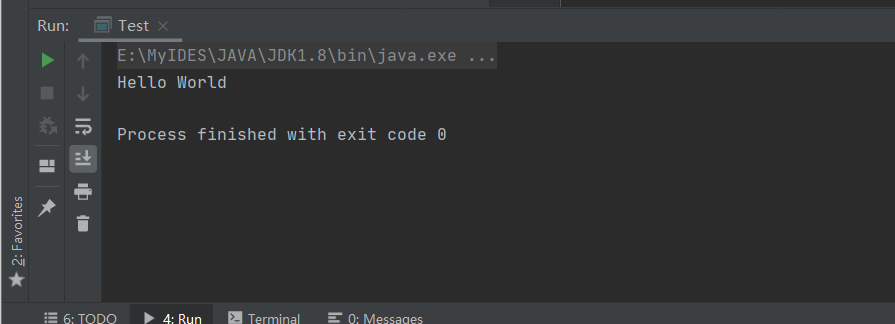 Run: Test
E:\MyIDES\JAVA\JDK1.8\bin\java.exe ...
Hello World
Process finished with exit code 0
2: Favorites
6: TODO 4: Run Terminal 0: Messages